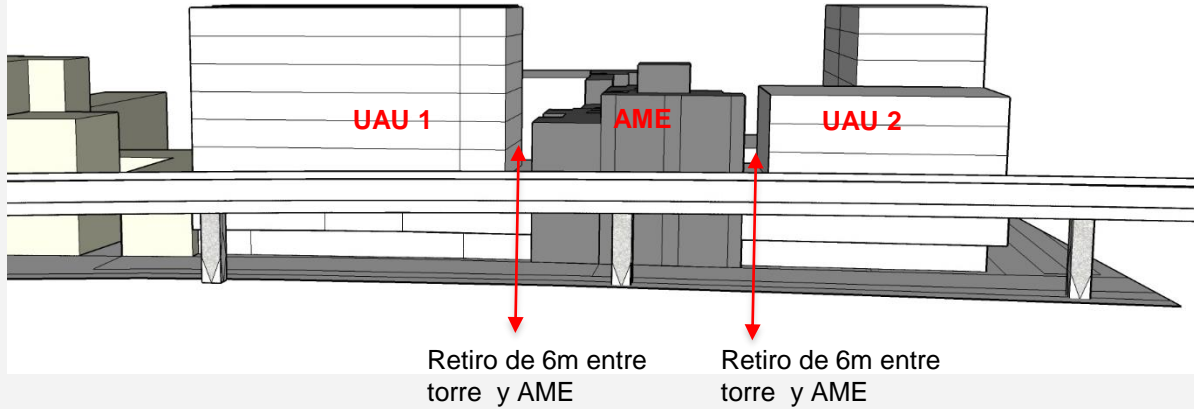 UAU 1
AME
UAU 2
Retiro de 6m entre
torre y AME
Retiro de 6m entre
torre y AME